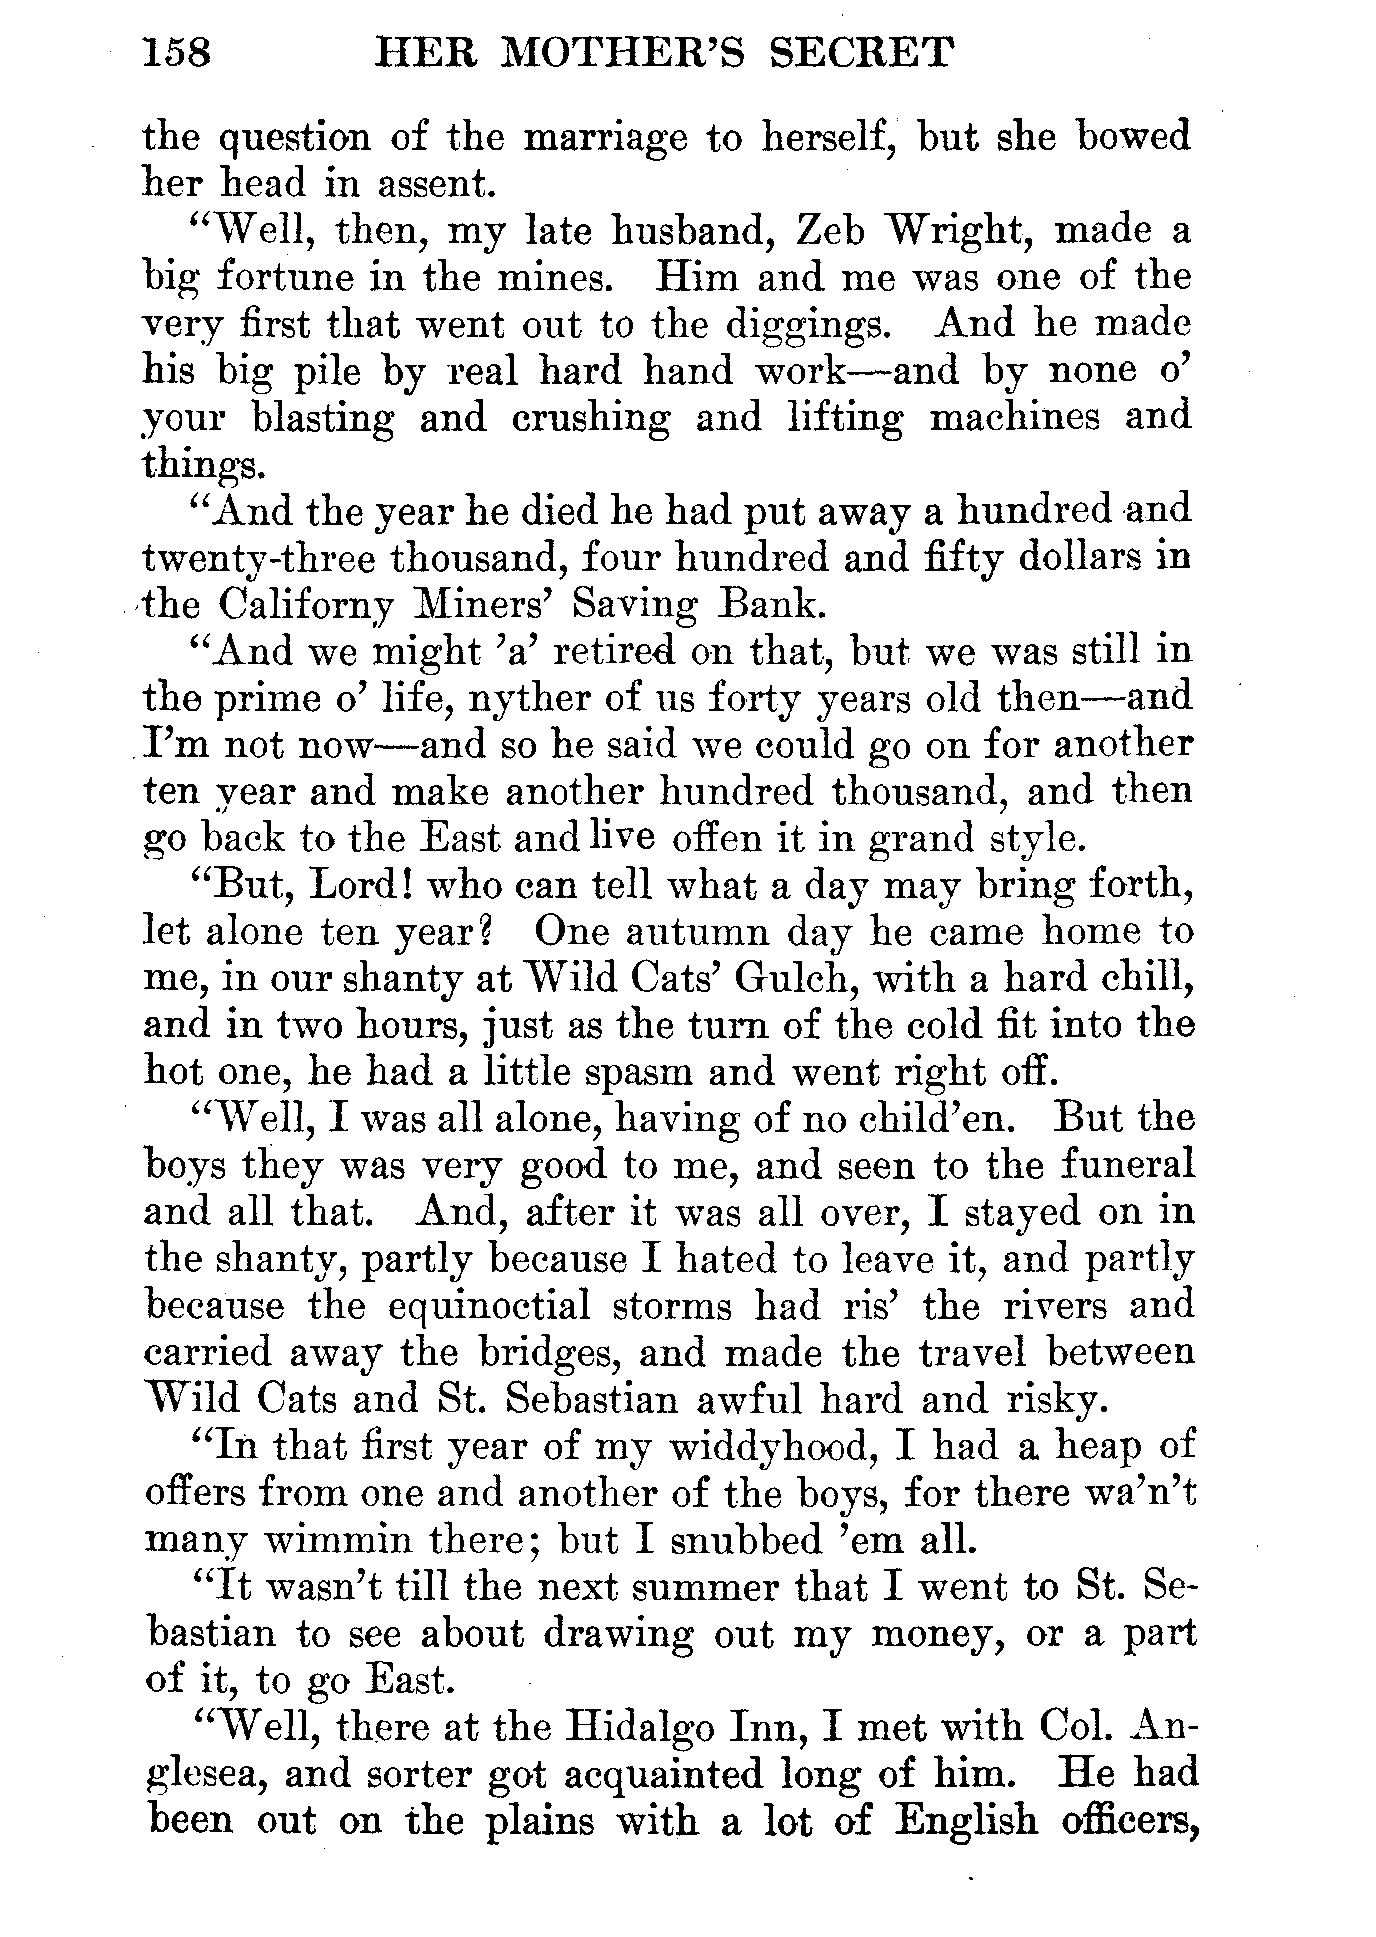 158 HER MOTHER'S SECRET
the question of the marriage to herself, but she bowed
her head in assent.
"Well, then, my late husband, Zeb Wright, made a
big fortune in the mines. Him and me was one of the
very first that went out to the diggings. And he made
his big pile by real hard hand work—and by none o'
your blasting and crushing and lifting machines and
things.
"And the year he died he had put away a hundred and
twenty-three thousand, four hundred and fifty dollars in
the Californy Miners' Saving Bank.
"And we might 'a' retired on that, but we was still in
the prime o' life, nyther of us forty years old then—and
I'm not now—and so he said we could go on for another
ten year and make another hundred thousand, and then
go back to the East and live offen it in grand style.
"But, Lord! who can tell what a day may bring forth,
let alone ten year? One autumn day he came home to
me, in our shanty at Wild Cats' Gulch, with a hard chill,
and in two hours, just as the turn of the cold fit into the
hot one, he had a little spasm and went right off.
"Well, I was all alone, having of no child'en. But the
boys they was very good to me, and seen to the funeral
and all that. And, after it was all over, I stayed on in
the shanty, partly because I hated to leave it, and partly
because the equinoctial storms had ris' the rivers and
carried away the bridges, and made the travel between
Wild Cats and St. Sebastian awful hard and risky.
"In that first year of my widdyhood, I had a heap of
offers from one and another of the boys, for there wa'n't
many wimmin there; but I snubbed 'em all.
"It wasn't till the next summer that I went to St. Se-
bastian to see about drawing out my money, or a part
of it, to go East.
"Well, there at the Hidalgo Inn, I met with Col. An-
glesea, and sorter got acquainted long of him. He had
been out on the plains with a lot of English officers,